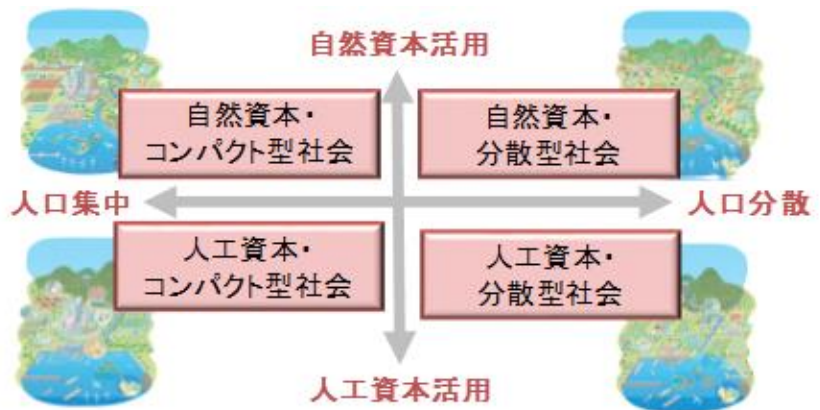 自然資本活用
自然資本・
コンパクト型社会
自然資本・
分散型社会
人口集中
人口分散
人工資本・
コンパクト型社会
人工資本・
分散型社会
人工資本活用